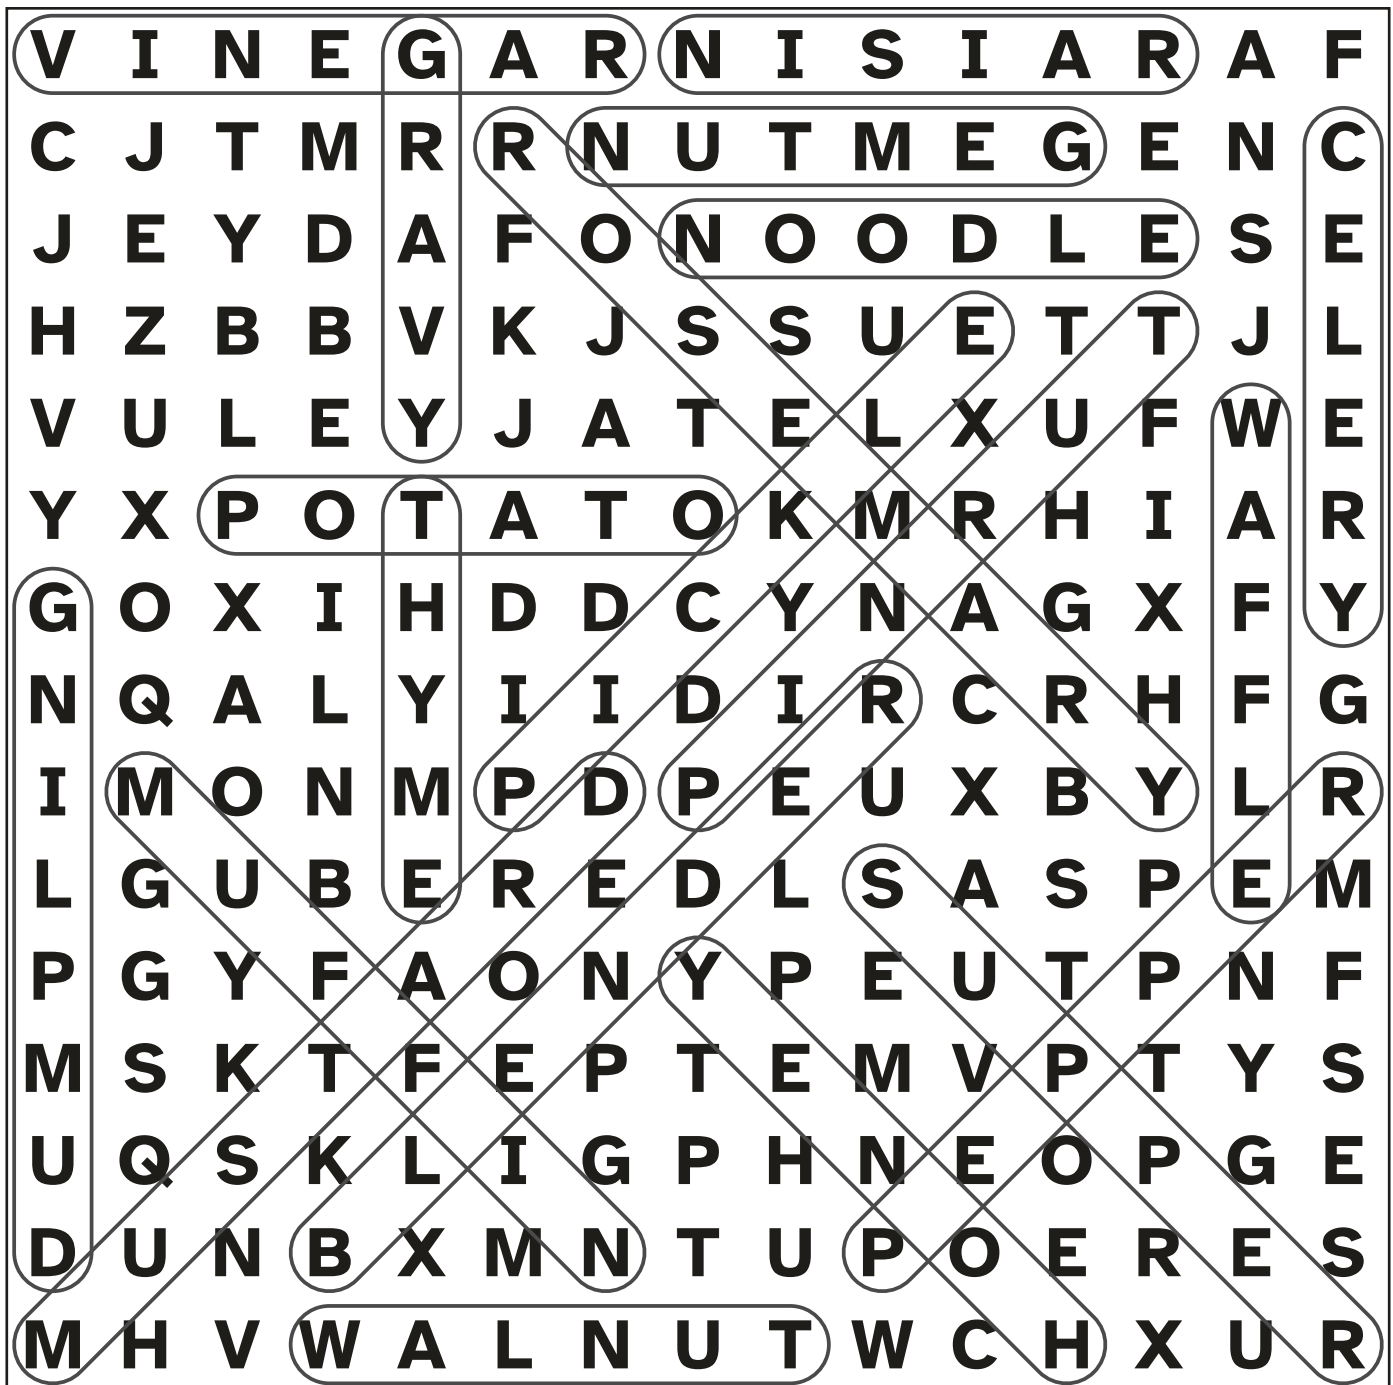 V I N E G A R N I S I A R A F
C J T M R R N U T M E G E N C
J E Y D A F O N O O D L E S E
H Z B B V K J S S U E T T J L
V U L E Y J A T E L X U F W E
Y X P O T A T O K M R H I A R
G O X I H D D C Y N A G X F Y
N Q A L Y I I D I R C R H F G
I M O N M P D P E U X B Y L R
L G U B E R E D L S A S P E M
P G Y F A O N Y P E U T P N F
M S K T F E P T E M V P T Y S
U Q S K L I G P H N E O P G E
D U N B X M N T U P O E R E S
M H V W A L N U T W C H X U R